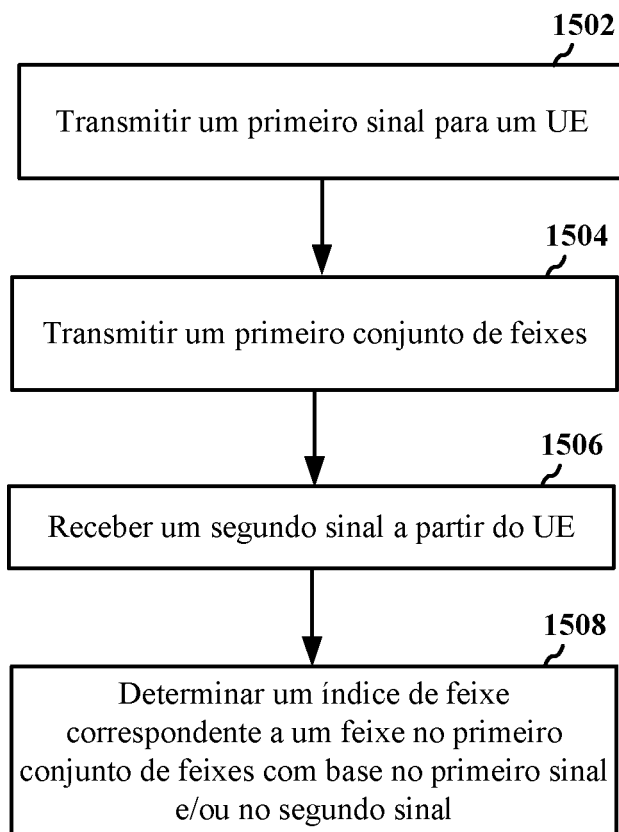 1502
Transmitir um primeiro sinal para um UE
1504
Transmitir um primeiro conjunto de feixes
1506
Receber um segundo sinal a partir do UE
1508
Determinar um índice de feixe
correspondente a um feixe no primeiro
conjunto de feixes com base no primeiro sinal
e/ou no segundo sinal